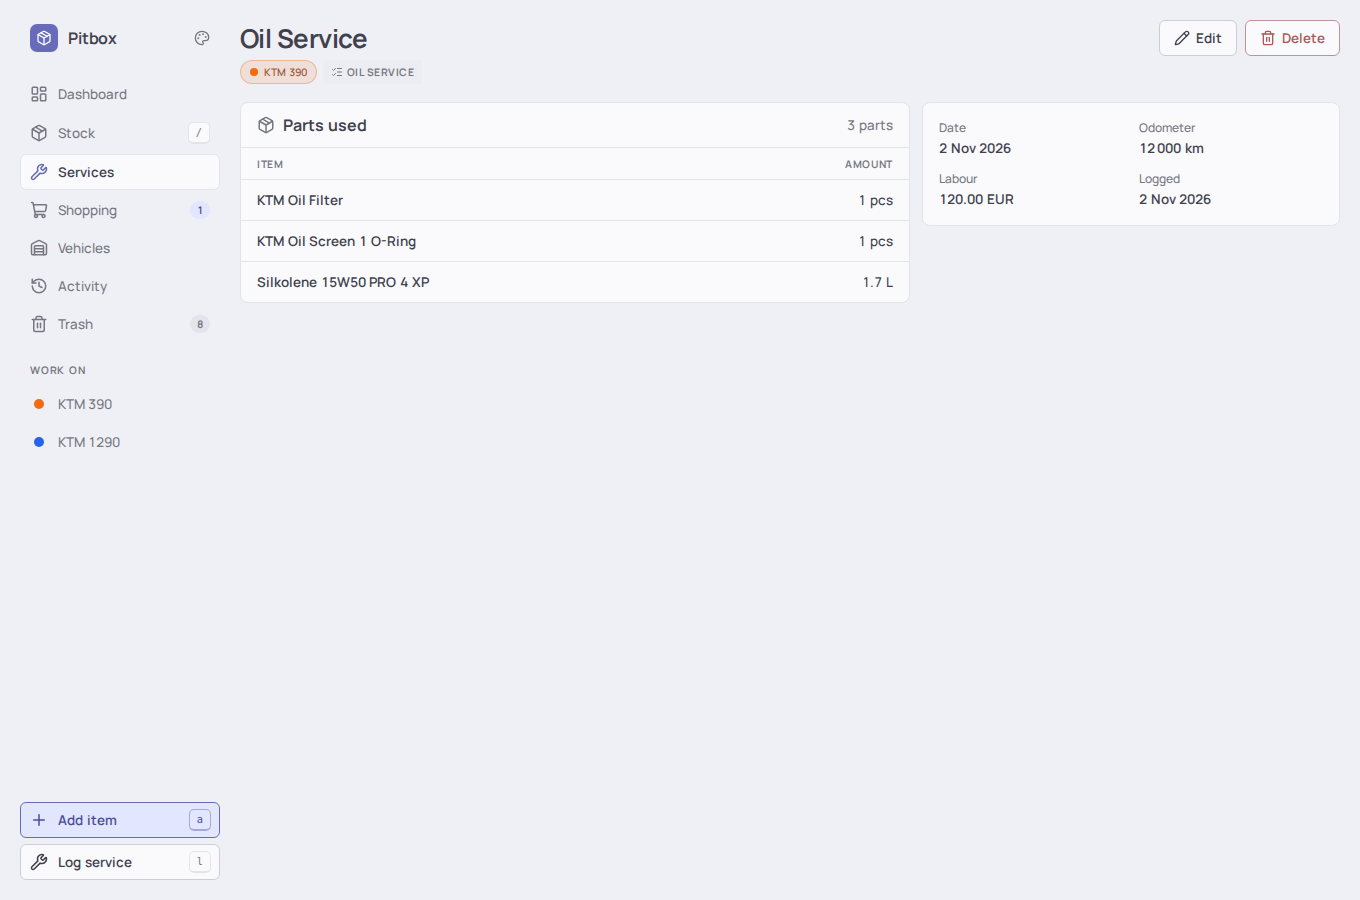 Pitbox
Dashboard
Stock /
Services
Shopping 1
Vehicles
Activity
Trash 8
WORK ON
KTM 390
KTM 1290
Add item a
Log service l
Oil Service
Edit
Delete
KTM 390
OIL SERVICE
Parts used
3 parts
ITEM AMOUNT
KTM Oil Filter 1 pcs
KTM Oil Screen 1 O-Ring 1 pcs
Silkolene 15W50 PRO 4 XP 1.7 L
Date Odometer
2 Nov 2026 12 000 km
Labour Logged
120.00 EUR 2 Nov 2026